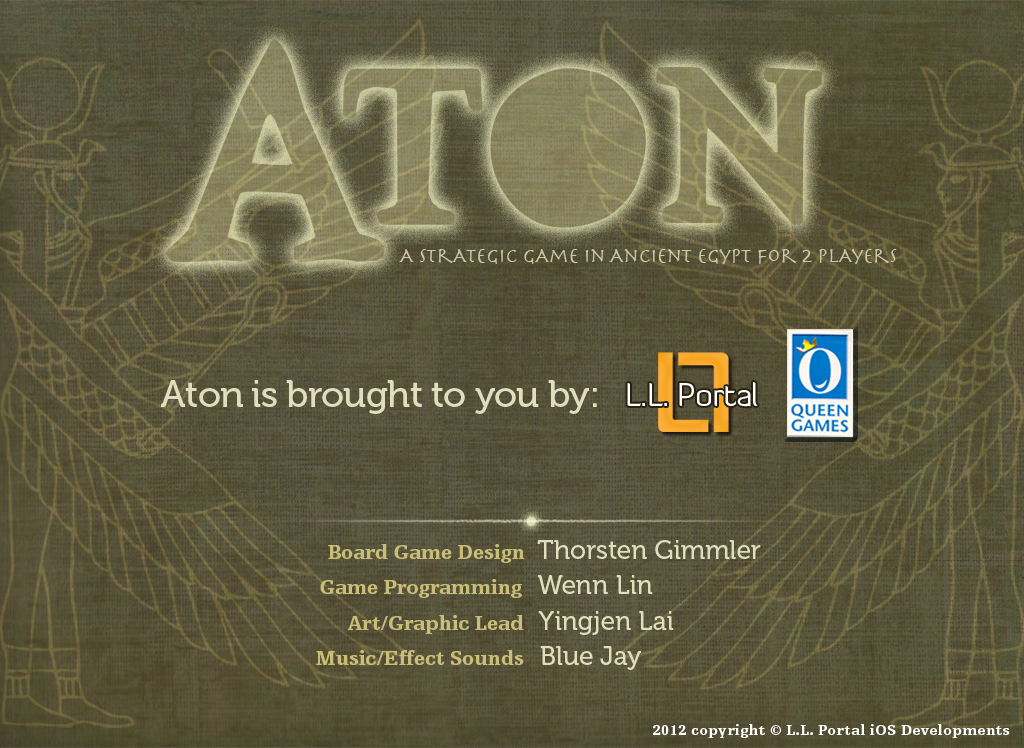 ATON
A STRATEGIC GAME IN ANCIENT EGYPT FOR 2 PLAYERS
Aton is brought to you by:
L.L. Portal
QUEEN
GAMES
Board Game Design Thorsten Gimmler
Game Programming Wenn Lin
Art/Graphic Lead Yingjen Lai
Music/Effect Sounds Blue Jay
2012 copyright © L.L. Portal iOS Developments